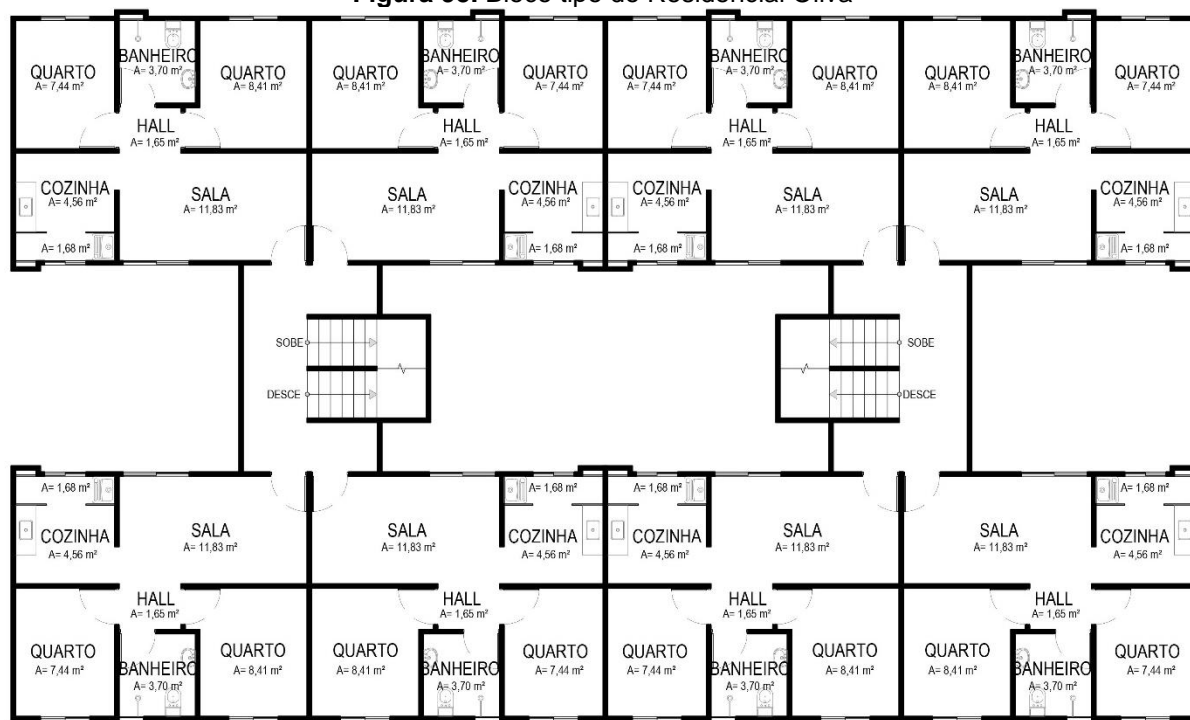 Figura Bloco tipo do Residencial
BANHEIRO BANHEIRO BANHEIRO BANHEIRO
A= 3,70 m² A= 3,70 m² A= 3,70 m² A= 3,70 m²
QUARTO QUARTO QUARTO QUARTO QUARTO QUARTO QUARTO QUARTO
A= 7,44 m² A= 8,41 m² A= 8,41 m² A= 7,44 m² A= 7,44 m² A= 8,41 m² A= 8,41 m² A= 7,44 m²
HALL HALL HALL HALL
A= 1,65 m² A= 1,65 m² A= 1,65 m² A= 1,65 m²
COZINHA SALA SALA COZINHA COZINHA SALA SALA COZINHA
A= 4,56 m² A= 11,83 m² A= 11,83 m² A= 4,56 m² A= 4,56 m² A= 11,83 m² A= 11,83 m² A= 4,56 m²
A= 1,68 m² A= 1,68 m² A= 1,68 m² A= 1,68 m²
SOBE SOBE
DESCE DESCE
A= 1,68 m² A= 1,68 m² A= 1,68 m² A= 1,68 m²
COZINHA SALA SALA COZINHA COZINHA SALA SALA COZINHA
A= 4,56 m² A= 11,83 m² A= 11,83 m² A= 4,56 m² A= 4,56 m² A= 11,83 m² A= 11,83 m² A= 4,56 m²
HALL HALL HALL HALL
A= 1,65 m² A= 1,65 m² A= 1,65 m² A= 1,65 m²
QUARTO QUARTO QUARTO QUARTO QUARTO QUARTO QUARTO QUARTO
A= 7,44 m² A= 8,41 m² A= 8,41 m² A= 7,44 m² A= 7,44 m² A= 8,41 m² A= 8,41 m² A= 7,44 m²
BANHEIRO BANHEIRO BANHEIRO BANHEIRO
A= 3,70 m² A= 3,70 m² A= 3,70 m² A= 3,70 m²